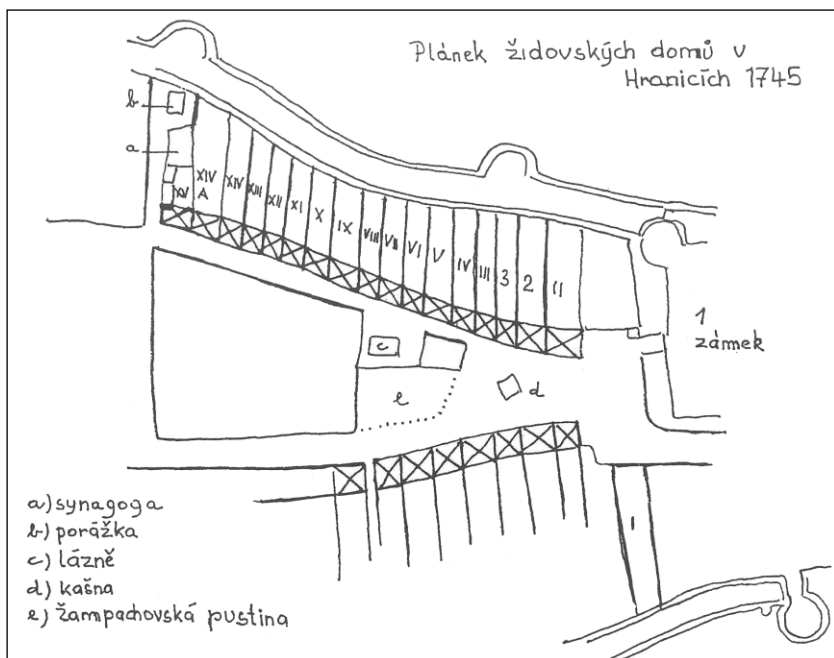 Plánek židovských domů v
Hranicích 1745
b
a
XV
XIV
A
XIV
XIII
XII
XI
X
IX
VIII
VII
VI
V
IV
III
3
2
II
1
zámek
c
e
d
I
a) synagoga
b) porážka
c) lázně
d) kašna
e) žampachovská pustina